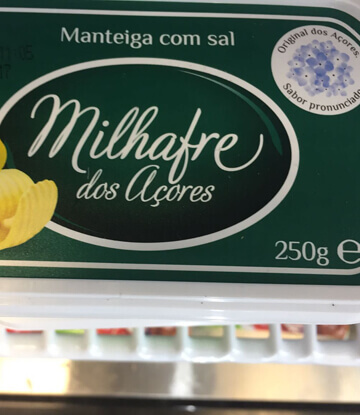 Manteiga com sal
Original dos Açores
Sabor pronunciado
Milhafre
dos Açores
250g ℮